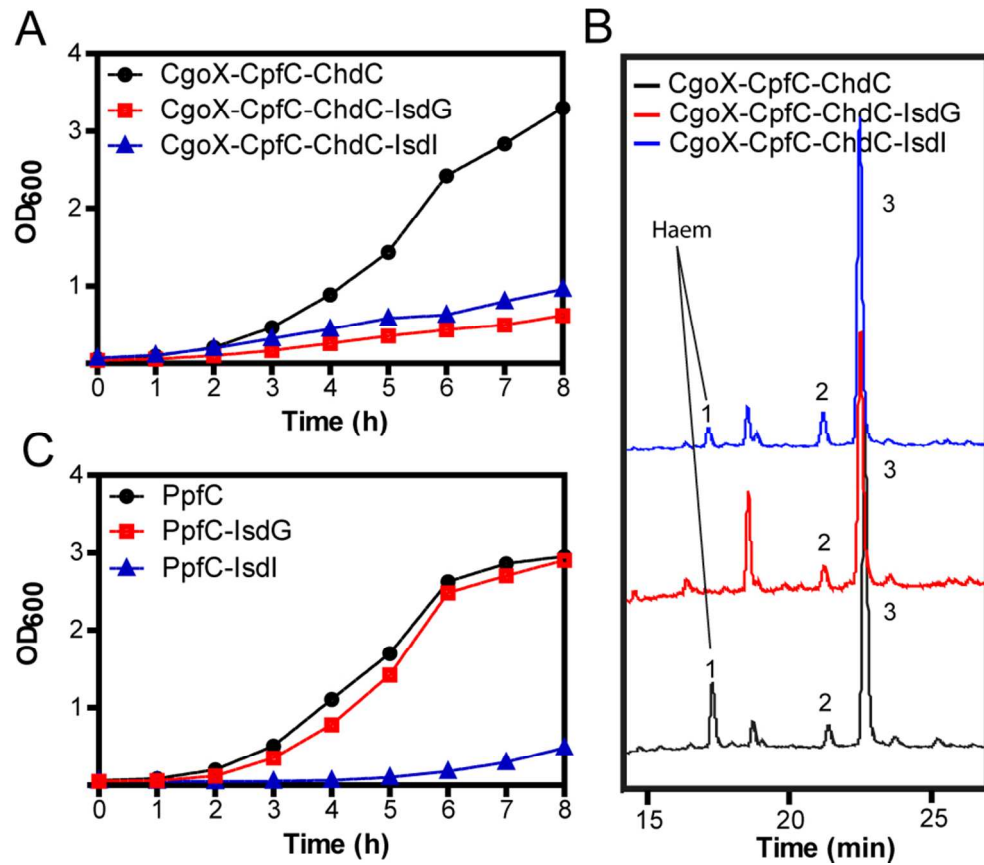 A
4
3
2
1
OD600
CgoX-CpfC-ChdC
CgoX-CpfC-ChdC-IsdG
CgoX-CpfC-ChdC-IsdI
0 1 2 3 4 5 6 7 8
Time (h)
B
CgoX-CpfC-ChdC
CgoX-CpfC-ChdC-IsdG
CgoX-CpfC-ChdC-IsdI
Haem
1
2
3
2
3
1
2
3
15 20 25
Time (min)
C
4
3
2
1
OD600
PpfC
PpfC-IsdG
PpfC-IsdI
0 1 2 3 4 5 6 7 8
Time (h)